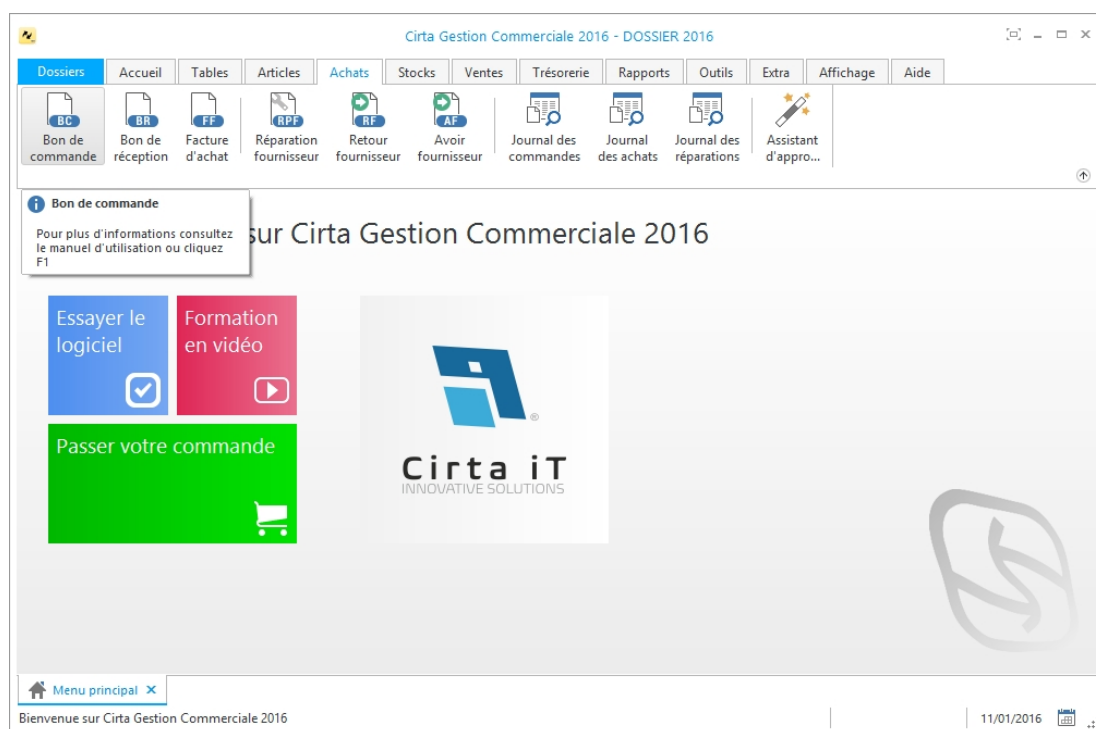 Cirta Gestion Commerciale 2016 - DOSSIER 2016
Dossiers Accueil Tables Articles Achats Stocks Ventes Trésorerie Rapports Outils Extra Affichage Aide
BC BR FF RPF RF AF
Bon de commande
Bon de réception
Facture d'achat
Réparation fournisseur
Retour fournisseur
Avoir fournisseur
Journal des commandes
Journal des achats
Journal des réparations
Assistant d'appro...
Bon de commande
Pour plus d'informations consultez
le manuel d'utilisation ou cliquez
F1
sur Cirta Gestion Commerciale 2016
Essayer le
logiciel
Formation
en vidéo
Passer votre commande
Cirta iT
INNOVATIVE SOLUTIONS
Menu principal
Bienvenue sur Cirta Gestion Commerciale 2016
11/01/2016